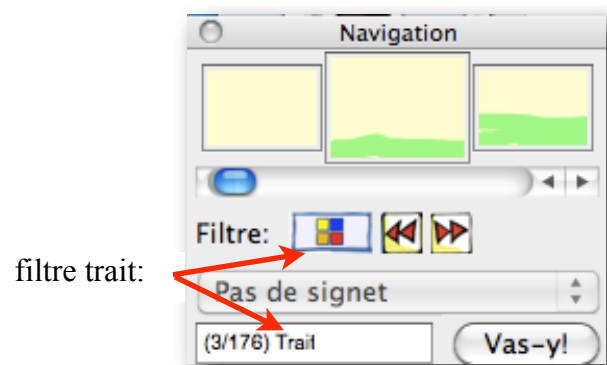 Navigation
Filtre:
filtre trait:
Pas de signet
(3/176) Trait
Vas-y!